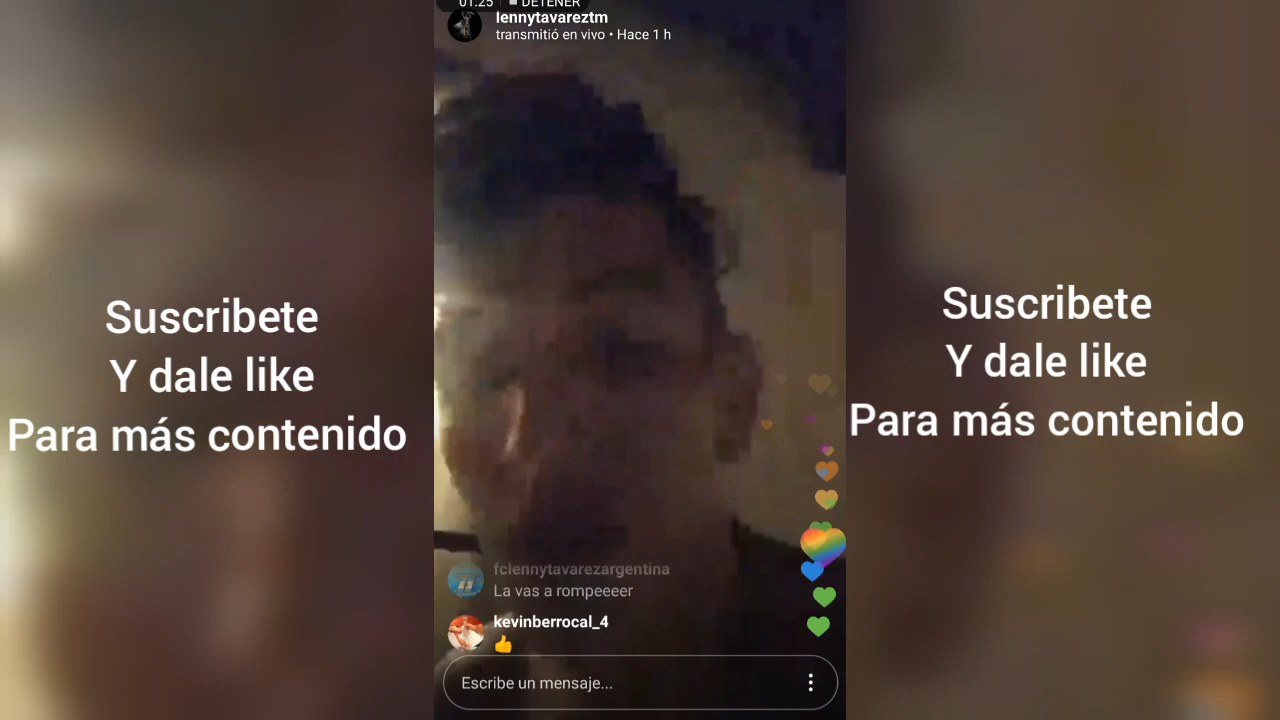 01:25 DETENER
lennytavareztm
transmitió en vivo • Hace 1 h
Suscribete
Y dale like
Para más contenido
Suscribete
Y dale like
Para más contenido
fclennytavarezargentina
La vas a rompeeeer
kevinberrocal_4
👍
Escribe un mensaje...